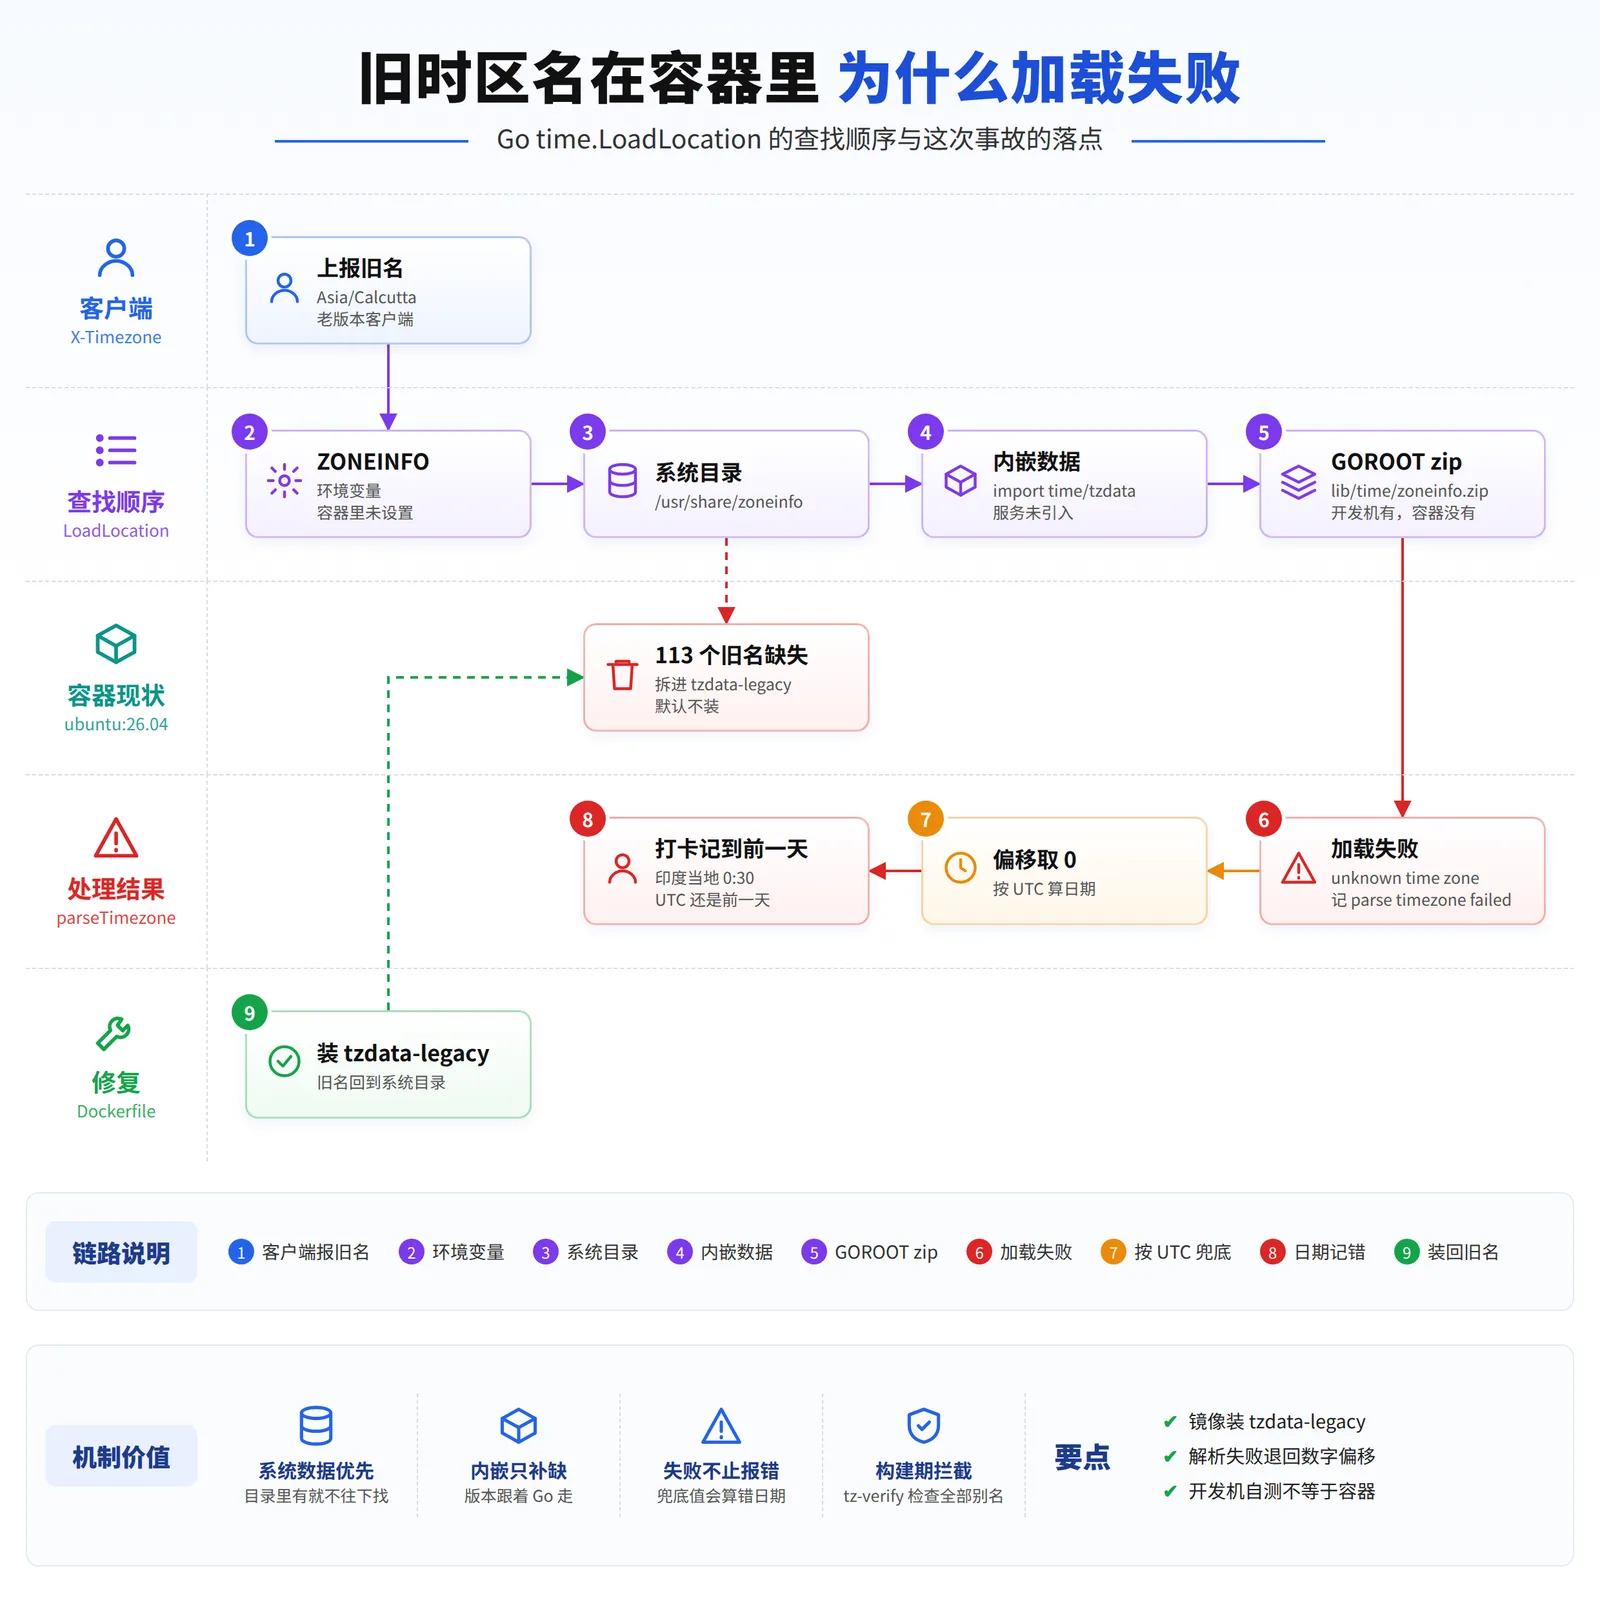 旧时区名在容器里 为什么加载失败
Go time.LoadLocation 的查找顺序与这次事故的落点
客户端
X-Timezone
1
上报旧名
Asia/Calcutta
老版本客户端
查找顺序
LoadLocation
2
ZONEINFO
环境变量
容器里未设置
3
系统目录
/usr/share/zoneinfo
4
内嵌数据
import time/tzdata
服务未引入
5
GOROOT zip
lib/time/zoneinfo.zip
开发机有，容器没有
容器现状
ubuntu:26.04
113 个旧名缺失
拆进 tzdata-legacy
默认不装
处理结果
parseTimezone
8
打卡记到前一天
印度当地 0:30
UTC 还是前一天
7
偏移取 0
按 UTC 算日期
6
加载失败
unknown time zone
记 parse timezone failed
修复
Dockerfile
9
装 tzdata-legacy
旧名回到系统目录
链路说明
1 客户端报旧名
2 环境变量
3 系统目录
4 内嵌数据
5 GOROOT zip
6 加载失败
7 按 UTC 兜底
8 日期记错
9 装回旧名
机制价值
系统数据优先
目录里有就不往下找
内嵌只补缺
版本跟着 Go 走
失败不止报错
兜底值会算错日期
构建期拦截
tz-verify 检查全部别名
要点
✔ 镜像装 tzdata-legacy
✔ 解析失败退回数字偏移
✔ 开发机自测不等于容器